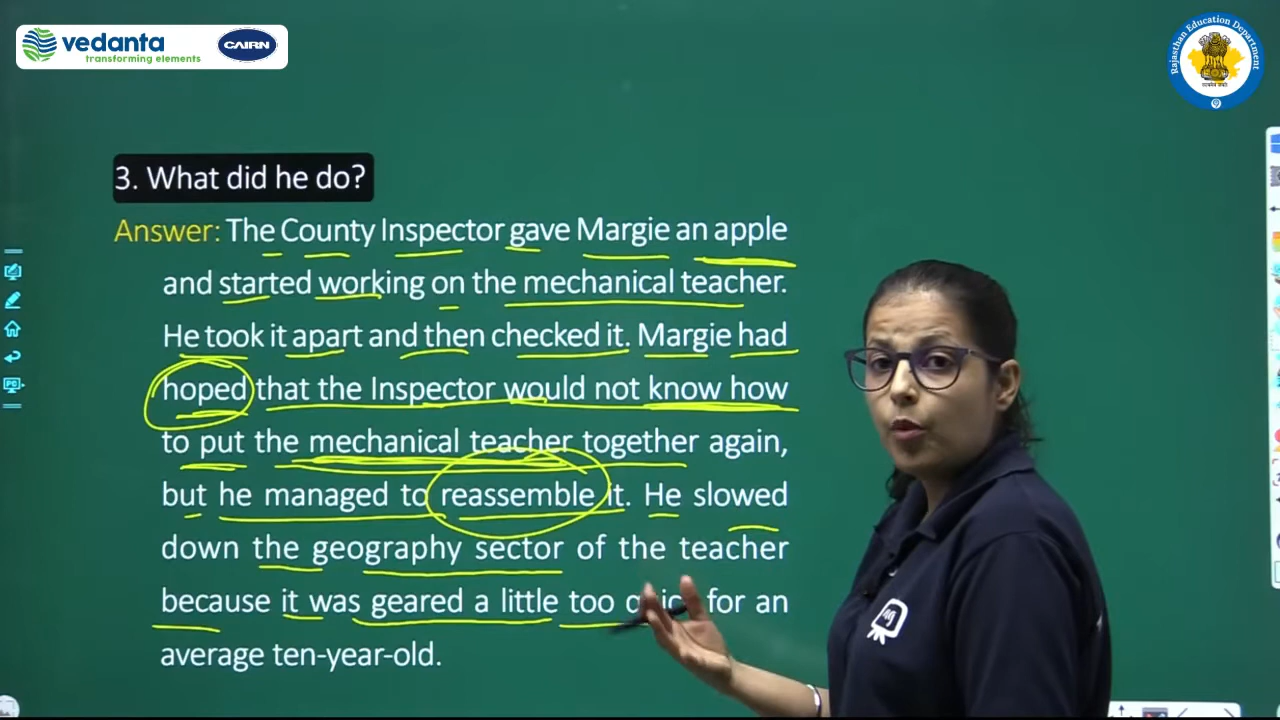 vedanta
transforming elements
CAIRN
Rajasthan Education Department
3. What did he do?
Answer: The County Inspector gave Margie an apple
and started working on the mechanical teacher.
He took it apart and then checked it. Margie had
hoped that the Inspector would not know how
to put the mechanical teacher together again,
but he managed to reassemble it. He slowed
down the geography sector of the teacher
because it was geared a little too for an
average ten-year-old.